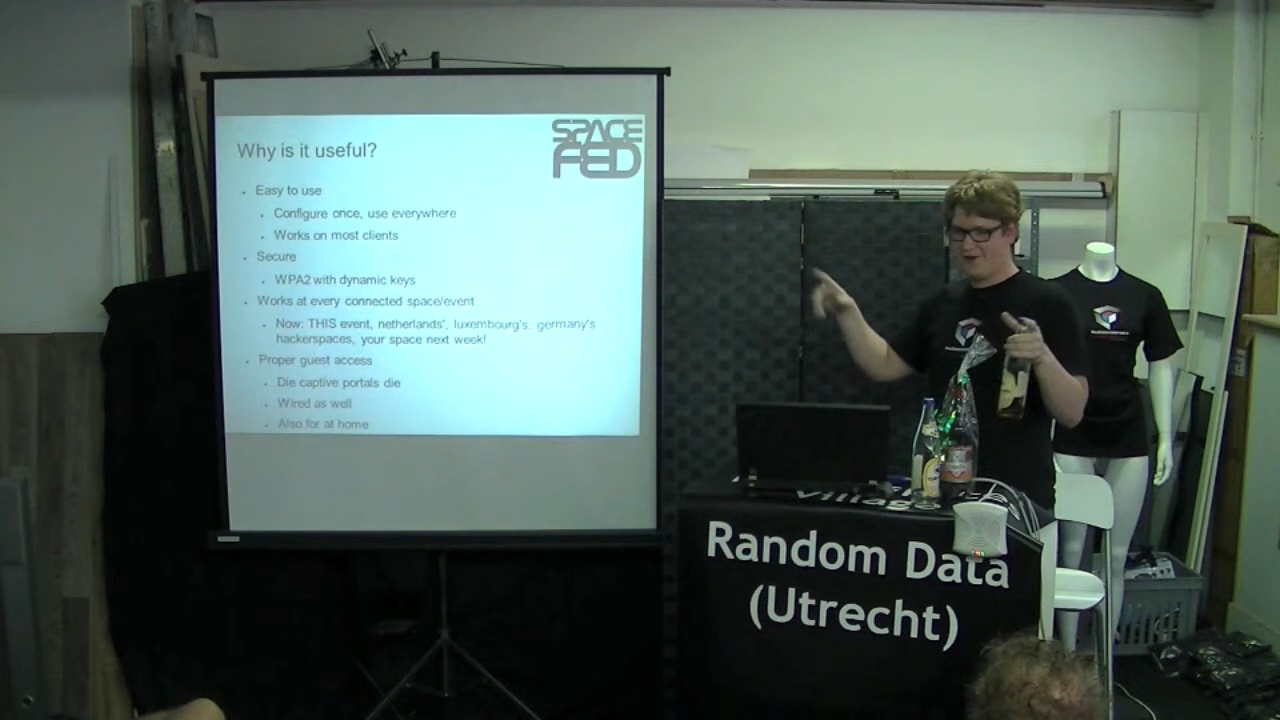 Why is it useful?
SPACE
FED
Easy to use
Configure once, use everywhere
Works on most clients
Secure
WPA2 with dynamic keys
Works at every connected space/event
Now: THIS event, netherlands', luxembourg's, germany's
hackerspaces, your space next week!
Proper guest access
Die captive portals die
Wired as well
Also for at home
Village
Random Data
(Utrecht)